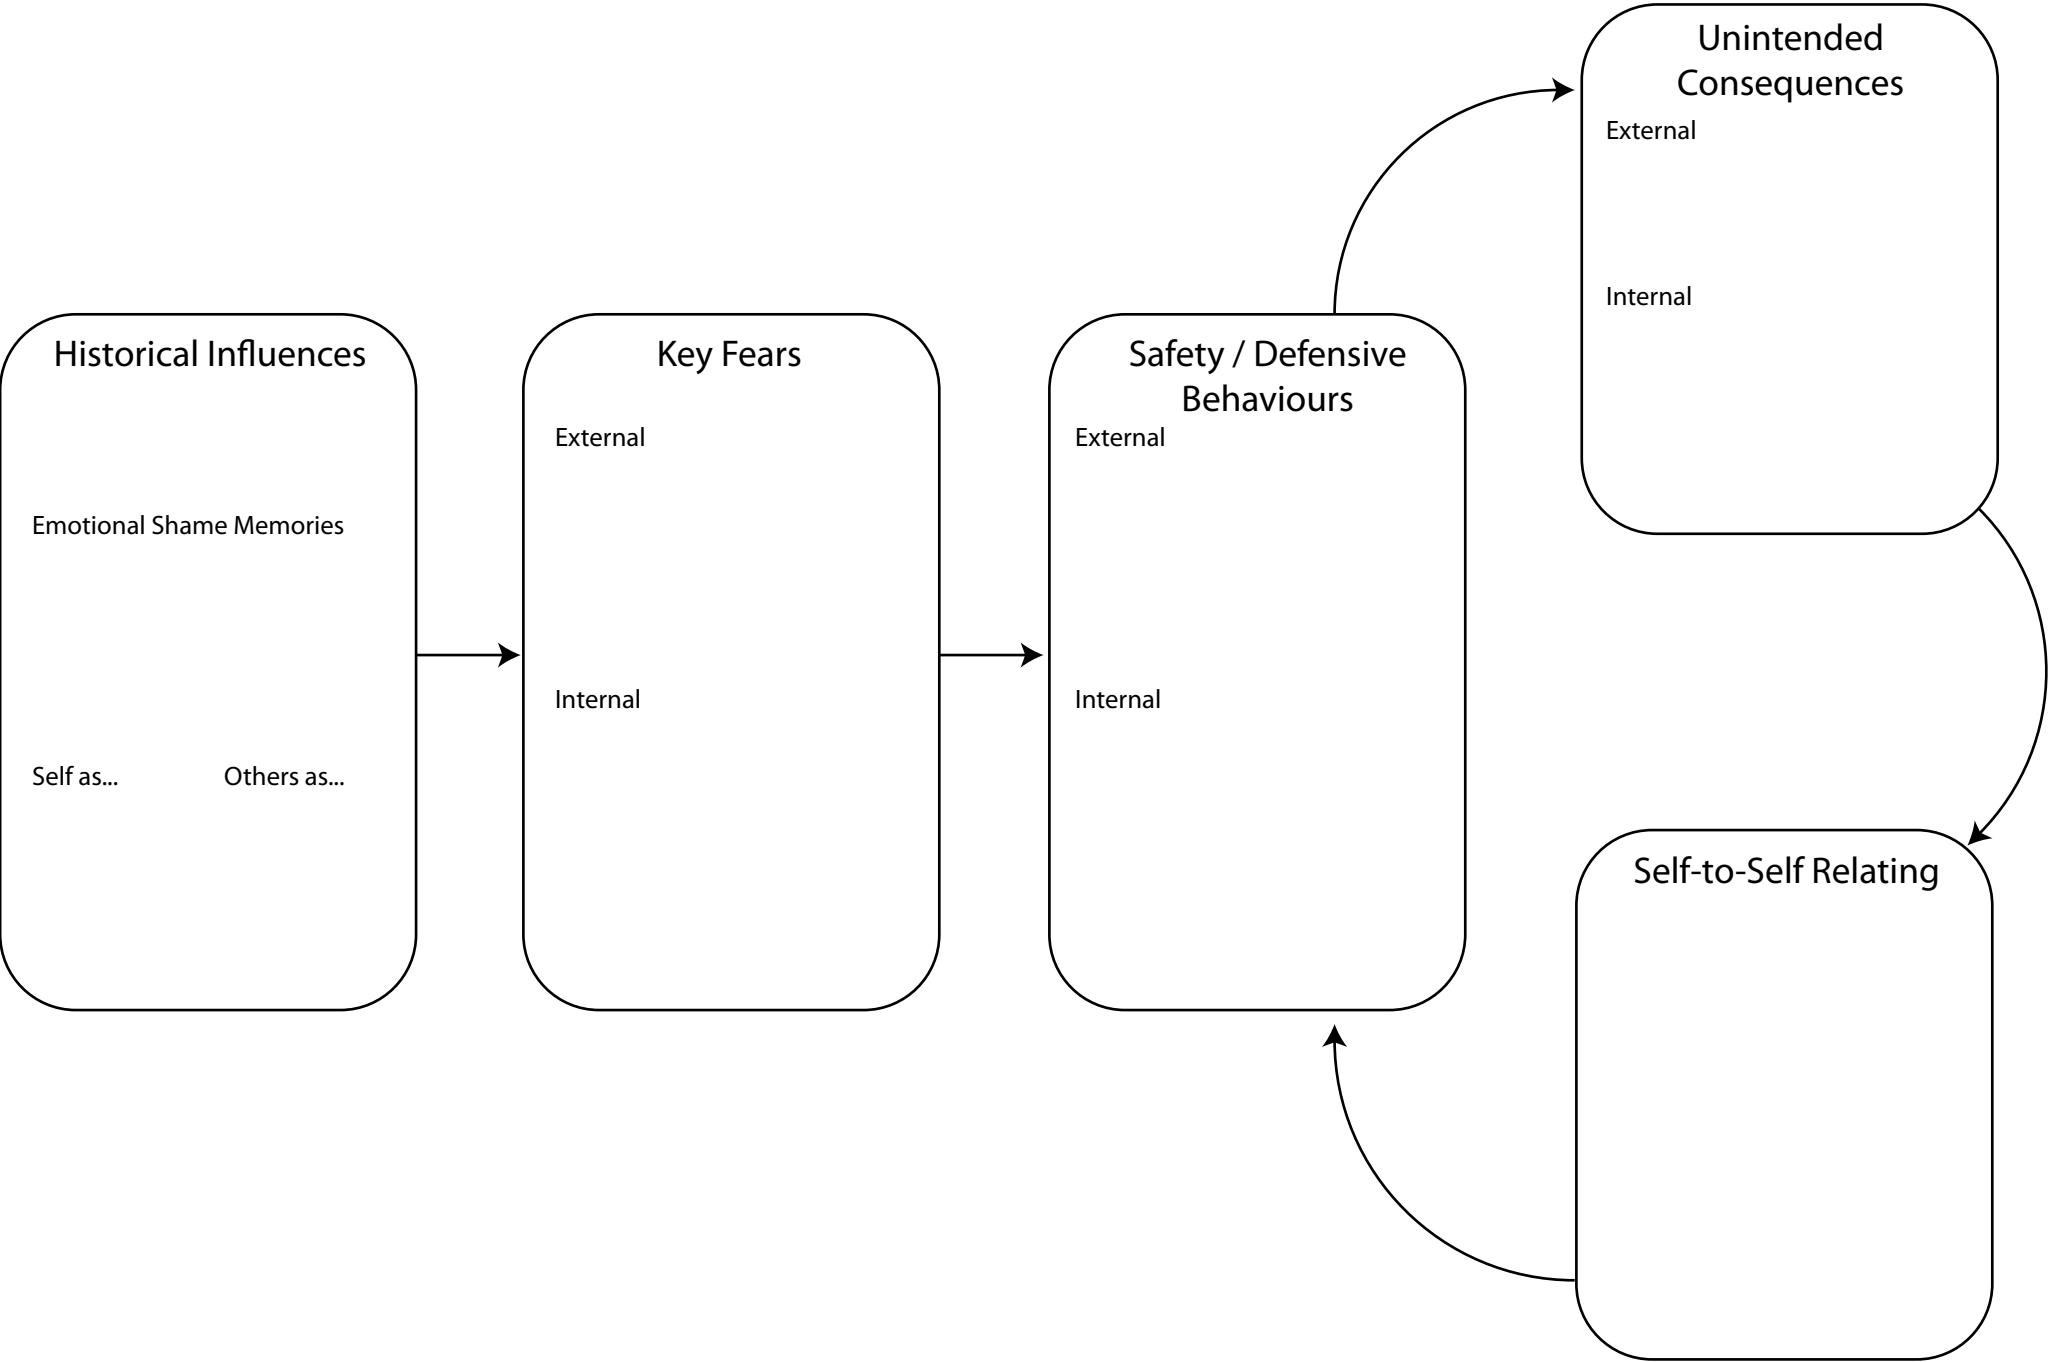 Historical Influences
Emotional Shame Memories
Self as...
Others as...
Key Fears
External
Internal
Safety / Defensive
Behaviours
External
Internal
Unintended
Consequences
External
Internal
Self-to-Self Relating